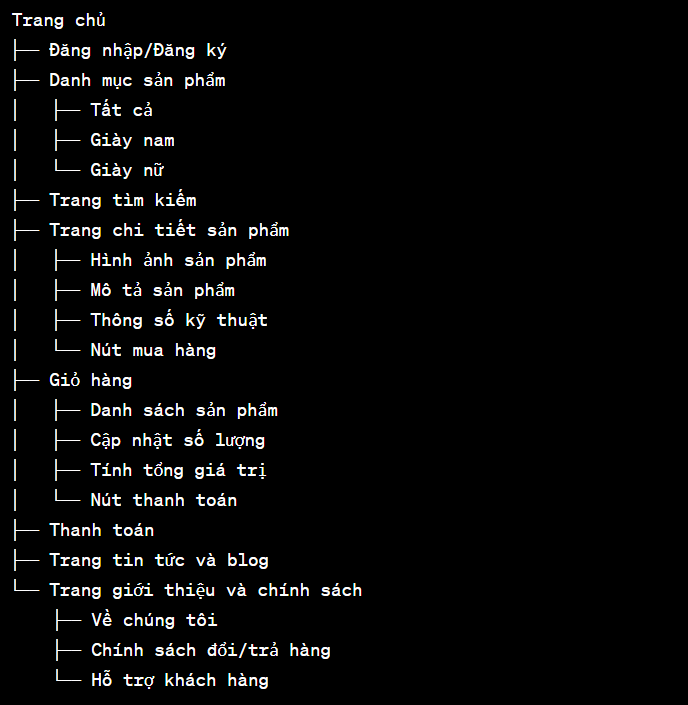 Trang chủ
├── Đăng nhập/Đăng ký
├── Danh mục sản phẩm
│   ├── Tất cả
│   ├── Giày nam
│   └── Giày nữ
├── Trang tìm kiếm
├── Trang chi tiết sản phẩm
│   ├── Hình ảnh sản phẩm
│   ├── Mô tả sản phẩm
│   ├── Thông số kỹ thuật
│   └── Nút mua hàng
├── Giỏ hàng
│   ├── Danh sách sản phẩm
│   ├── Cập nhật số lượng
│   ├── Tính tổng giá trị
│   └── Nút thanh toán
├── Thanh toán
├── Trang tin tức và blog
└── Trang giới thiệu và chính sách
    ├── Về chúng tôi
    ├── Chính sách đổi/trả hàng
    └── Hỗ trợ khách hàng